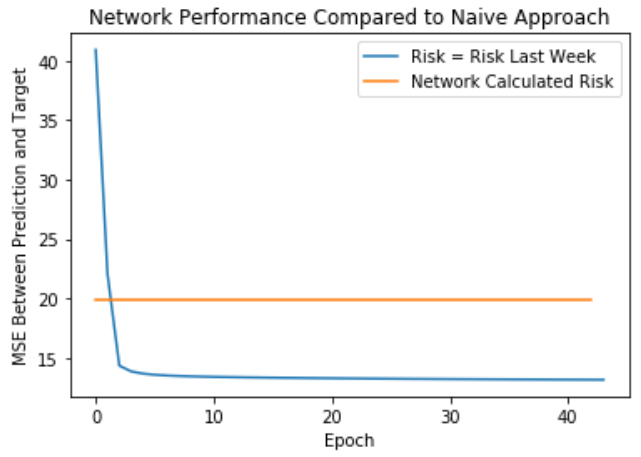 Network Performance Compared to Naive Approach
Risk = Risk Last Week
Network Calculated Risk
MSE Between Prediction and Target
40
35
30
25
20
15
0
10
20
30
40
Epoch